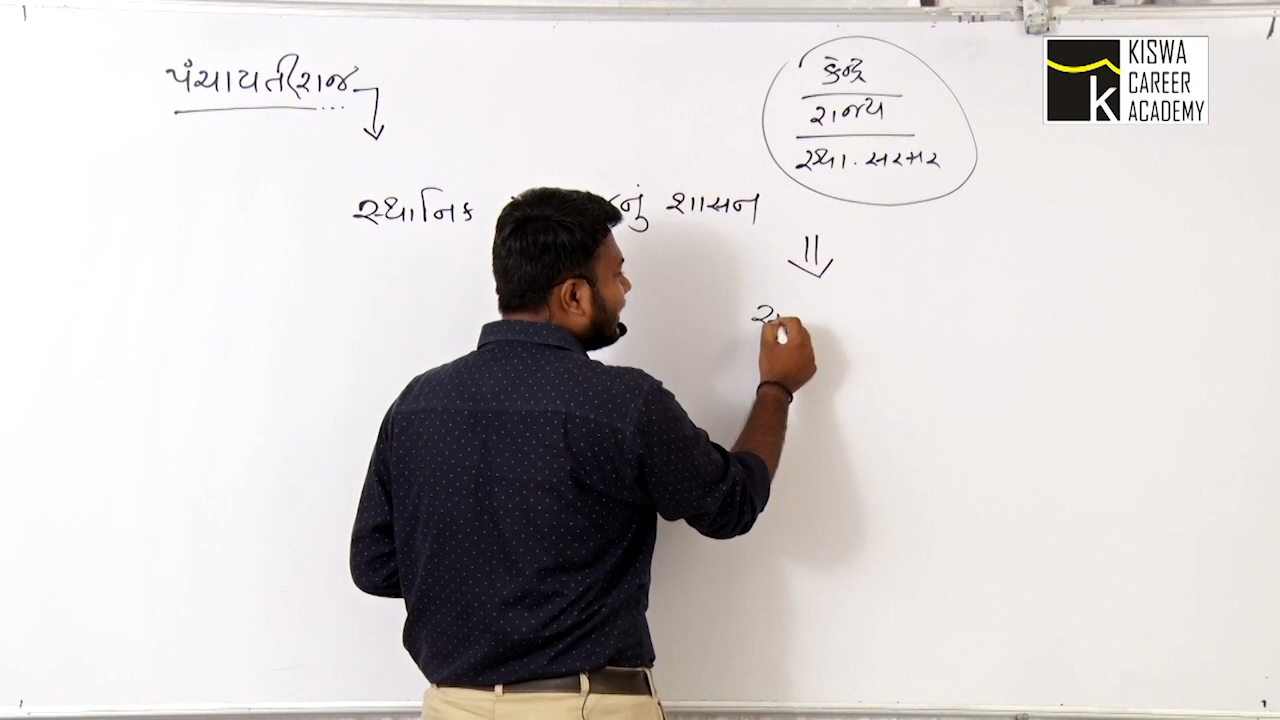 પંચાયતીરાજ
કેન્દ્ર
રાજ્ય
સ્થા. સરકાર
સ્થાનિક નું શાસન
KISWA
CAREER
ACADEMY
k